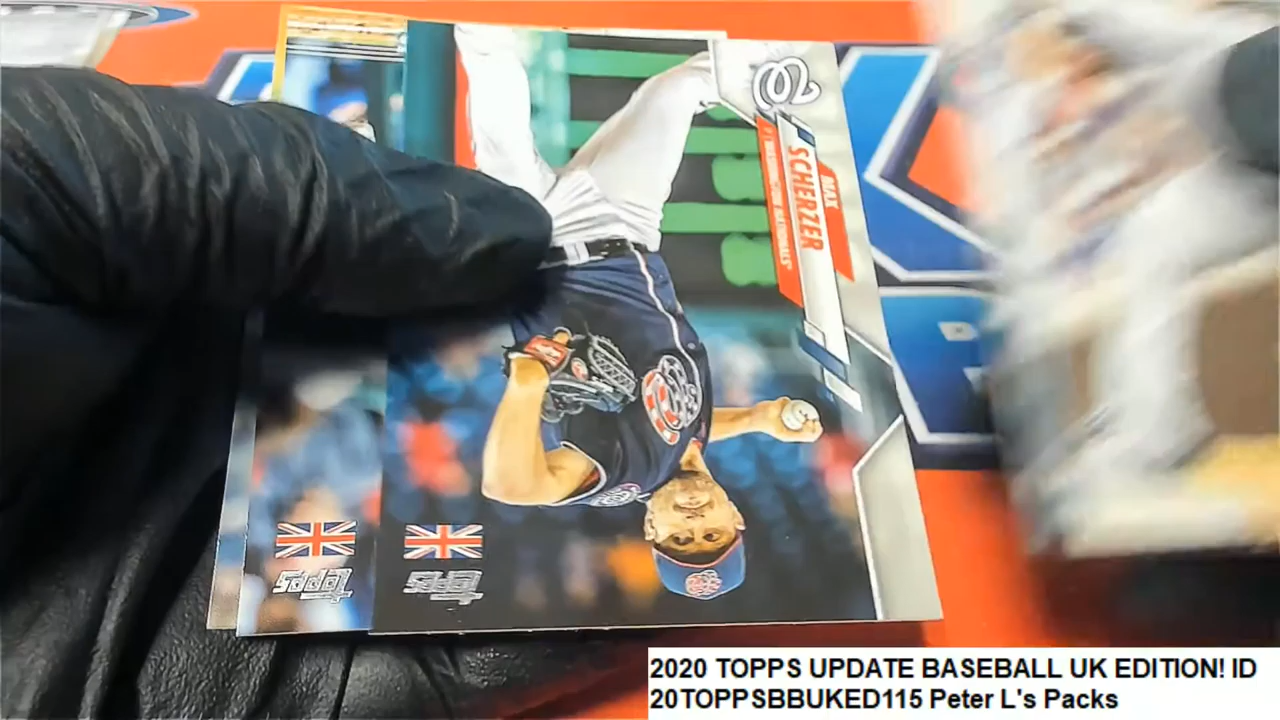 MAX
SCHERZER
P | WASHINGTON NATIONALS
Topps
Topps
2020 TOPPS UPDATE BASEBALL UK EDITION! ID
20TOPPSBBUKED115 Peter L's Packs